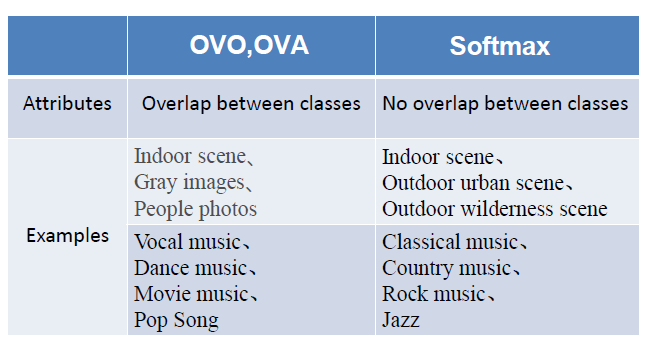 OVO,OVA
Softmax
Attributes
Overlap between classes
No overlap between classes
Examples
Indoor scene、
Gray images、
People photos
Indoor scene、
Outdoor urban scene、
Outdoor wilderness scene
Vocal music、
Dance music、
Movie music、
Pop Song
Classical music、
Country music、
Rock music、
Jazz